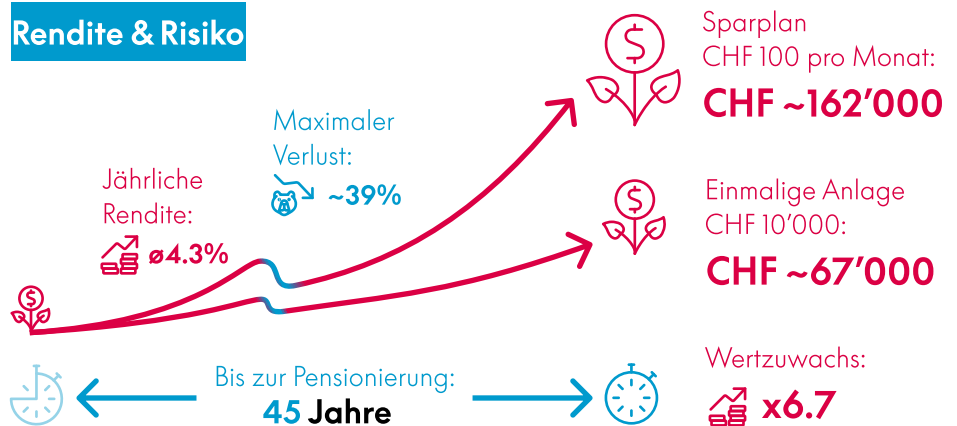 Rendite & Risiko
Sparplan
CHF 100 pro Monat:
CHF ~162’000
Maximaler
Verlust:
~39%
Jährliche
Rendite:
ø4.3%
Einmalige Anlage
CHF 10’000:
CHF ~67’000
Bis zur Pensionierung:
45 Jahre
Wertzuwachs:
x6.7